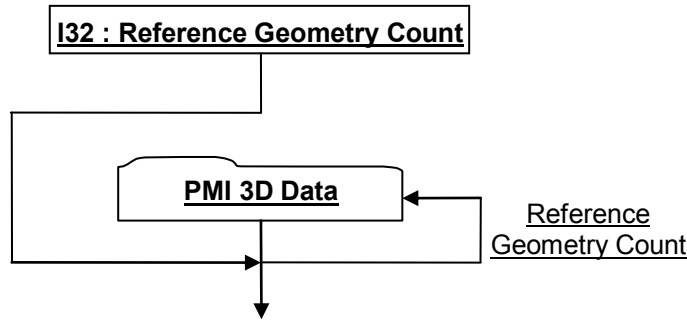 I32 : Reference Geometry Count
PMI 3D Data
Reference
Geometry Count